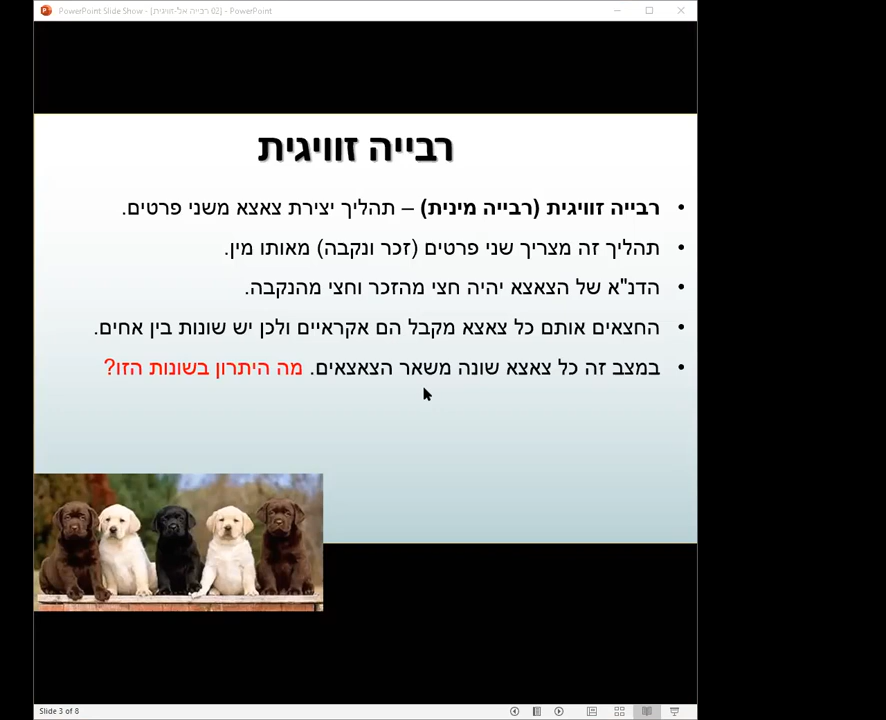 PowerPoint Slide Show - [02 רבייה אל-זוויגית] - PowerPoint
רבייה זוויגית
• רבייה זוויגית (רבייה מינית) – תהליך יצירת צאצא משני פרטים.
• תהליך זה מצריך שני פרטים (זכר ונקבה) מאותו מין.
• הדנ"א של הצאצא יהיה חצי מהזכר וחצי מהנקבה.
• החצאים אותם כל צאצא מקבל הם אקראיים ולכן יש שונות בין אחים.
• במצב זה כל צאצא שונה משאר הצאצאים. מה היתרון בשונות הזו?
Slide 3 of 8